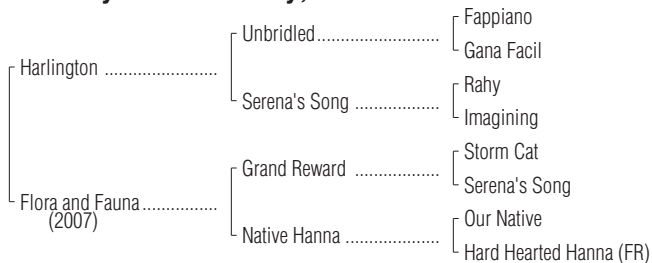 Fappiano
Unbridled
Gana Facil
Harlington
Rahy
Serena's Song
Imagining
Storm Cat
Grand Reward
Serena's Song
Flora and Fauna
(2007)
Our Native
Native Hanna
Hard Hearted Hanna (FR)